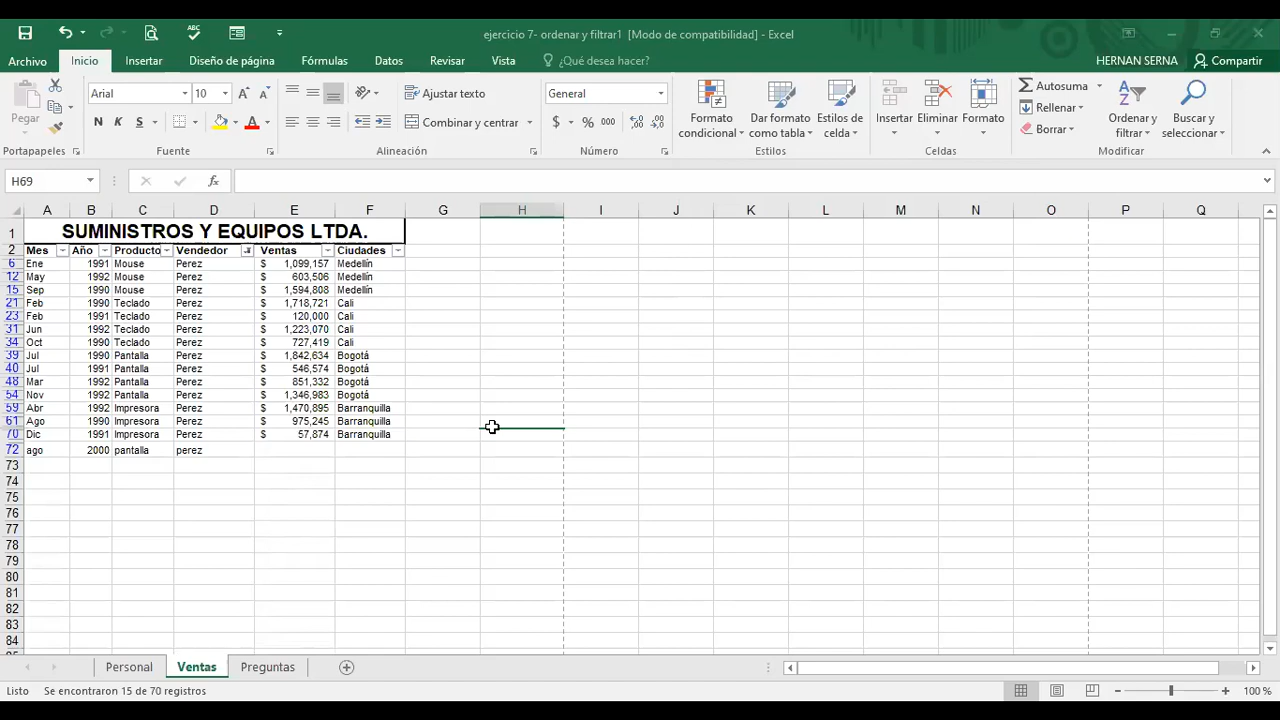 ejercicio 7- ordenar y filtrar1 [Modo de compatibilidad] - Excel
Archivo Inicio Insertar Diseño de página Fórmulas Datos Revisar Vista ¿Qué desea hacer? HERNAN SERNA Compartir
Pegar
Arial 10
N K S
Ajustar texto
Combinar y centrar
General
$ % 000
Formato condicional
Dar formato como tabla
Estilos de celda
Insertar Eliminar Formato
Autosuma
Rellenar
Borrar
Ordenar y filtrar
Buscar y seleccionar
Portapapeles Fuente Alineación Número Estilos Celdas Modificar
H69 fx
A B C D E F G H I J K L M N O P Q
1 SUMINISTROS Y EQUIPOS LTDA.
2 Mes Año Producto Vendedor Ventas Ciudades
6 Ene 1991 Mouse Perez $ 1,099,157 Medellín
12 May 1992 Mouse Perez $ 603,506 Medellín
15 Sep 1990 Mouse Perez $ 1,594,808 Medellín
21 Feb 1990 Teclado Perez $ 1,718,721 Cali
23 Feb 1991 Teclado Perez $ 120,000 Cali
31 Jun 1992 Teclado Perez $ 1,223,070 Cali
34 Oct 1990 Teclado Perez $ 727,419 Cali
39 Jul 1990 Pantalla Perez $ 1,842,634 Bogotá
40 Jul 1991 Pantalla Perez $ 546,574 Bogotá
48 Mar 1992 Pantalla Perez $ 851,332 Bogotá
54 Nov 1992 Pantalla Perez $ 1,346,983 Bogotá
59 Abr 1992 Impresora Perez $ 1,470,895 Barranquilla
61 Ago 1990 Impresora Perez $ 975,245 Barranquilla
70 Dic 1991 Impresora Perez $ 57,874 Barranquilla
72 ago 2000 pantalla perez
73
74
75
76
77
78
79
80
81
82
83
84
Personal Ventas Preguntas
Listo Se encontraron 15 de 70 registros 100 %